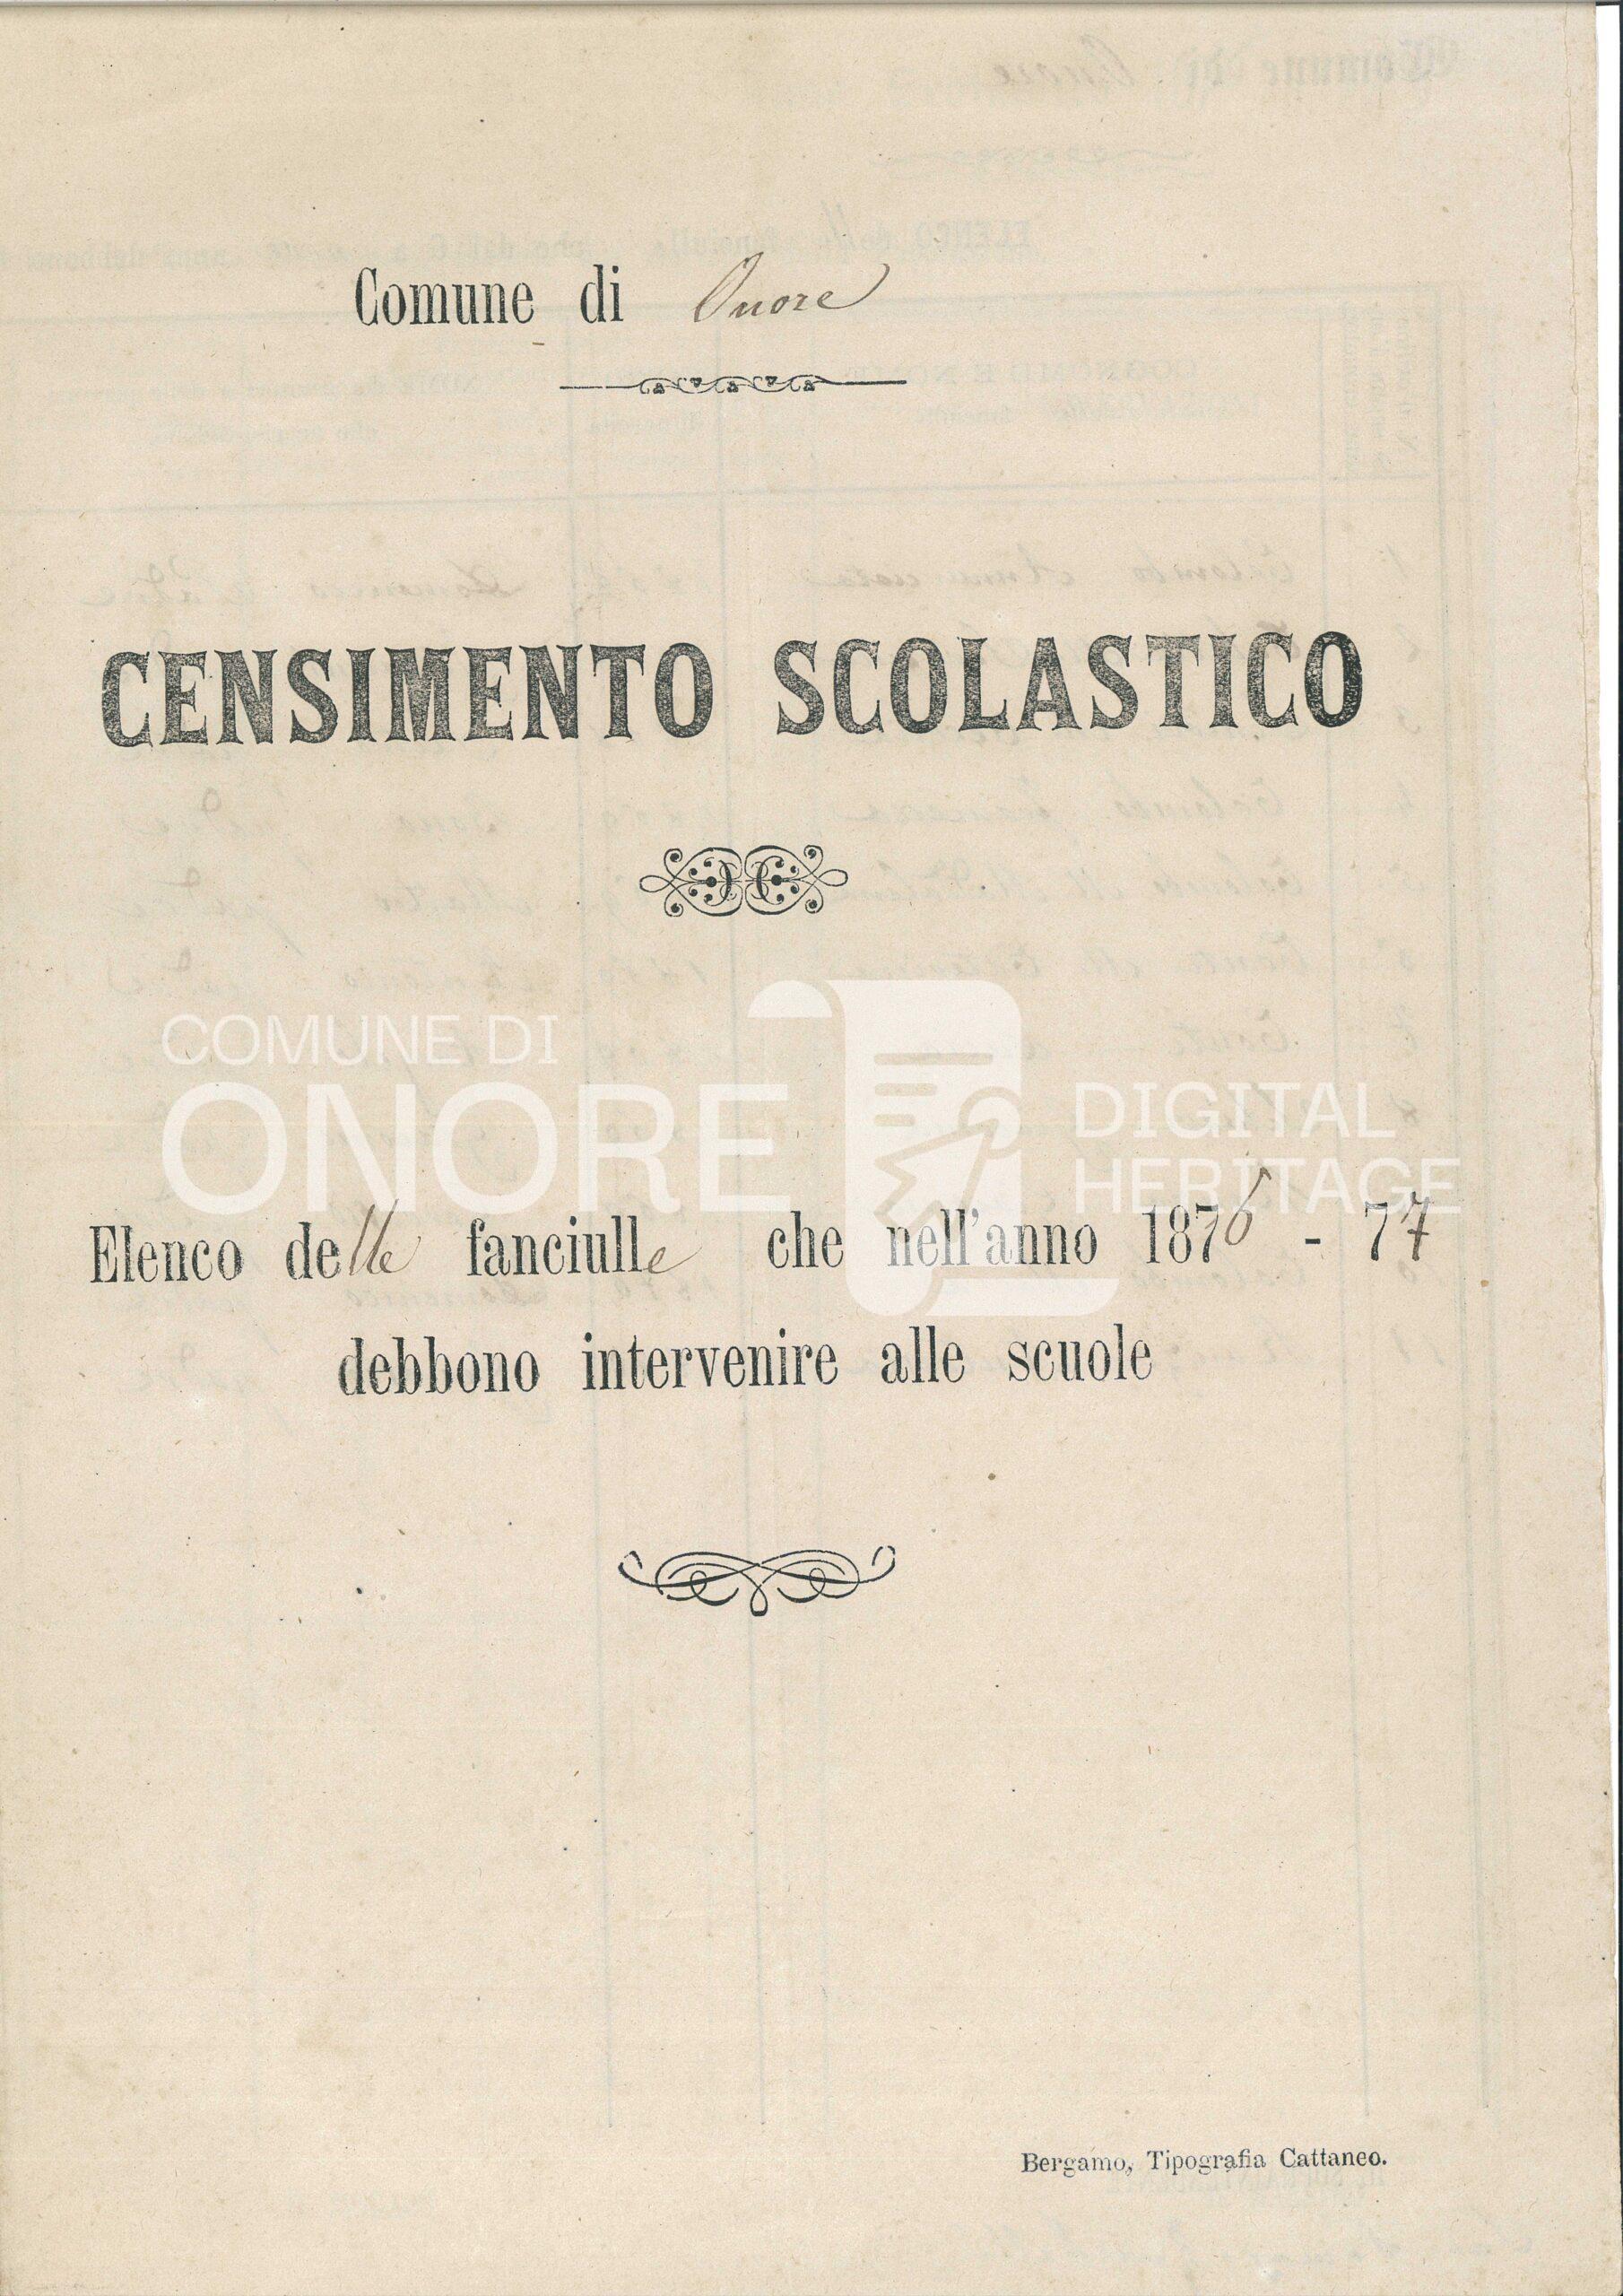 Comune di Onore
CENSIMENTO SCOLASTICO
COMUNE DI
ONORE
DIGITAL
HERITAGE
Elenco delle fanciulle che nell'anno 1876 - 77
debbono intervenire alle scuole
Bergamo, Tipografia Cattaneo.